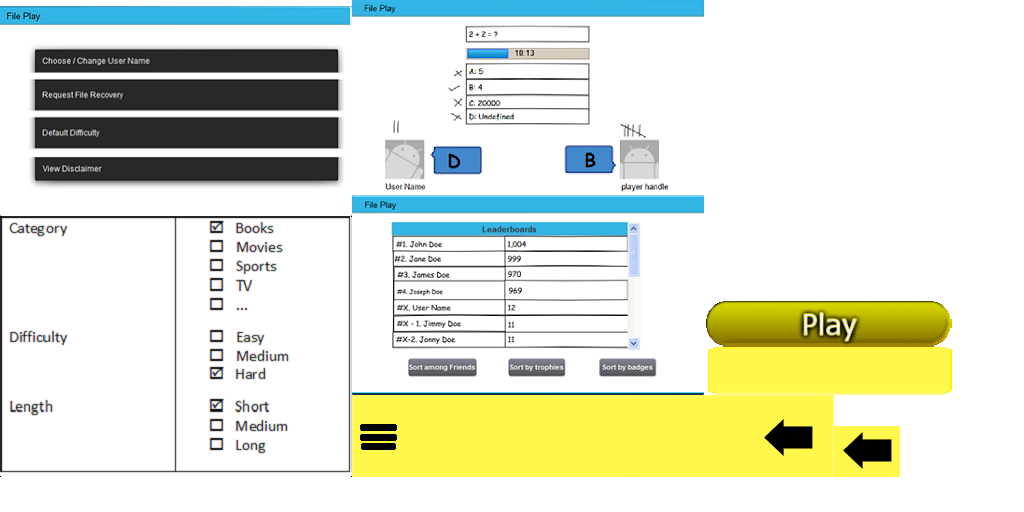 File Play
Choose / Change User Name
Request File Recovery
Default Difficulty
View Disclaimer
File Play
2 + 2 = ?
10:13
A: 5
B: 4
C: 20000
D: Undefined
D
B
User Name
player handle
Category
Books
Movies
Sports
TV
...
Difficulty
Easy
Medium
Hard
Length
Short
Medium
Long
File Play
Leaderboards
#1. John Doe 1,004
#2. Jane Doe 999
#3. James Doe 970
#4. Joseph Doe 969
#X. User Name 12
#X - 1. Jimmy Doe 11
#X-2. Jonny Doe 11
Sort among Friends
Sort by trophies
Sort by badges
Play